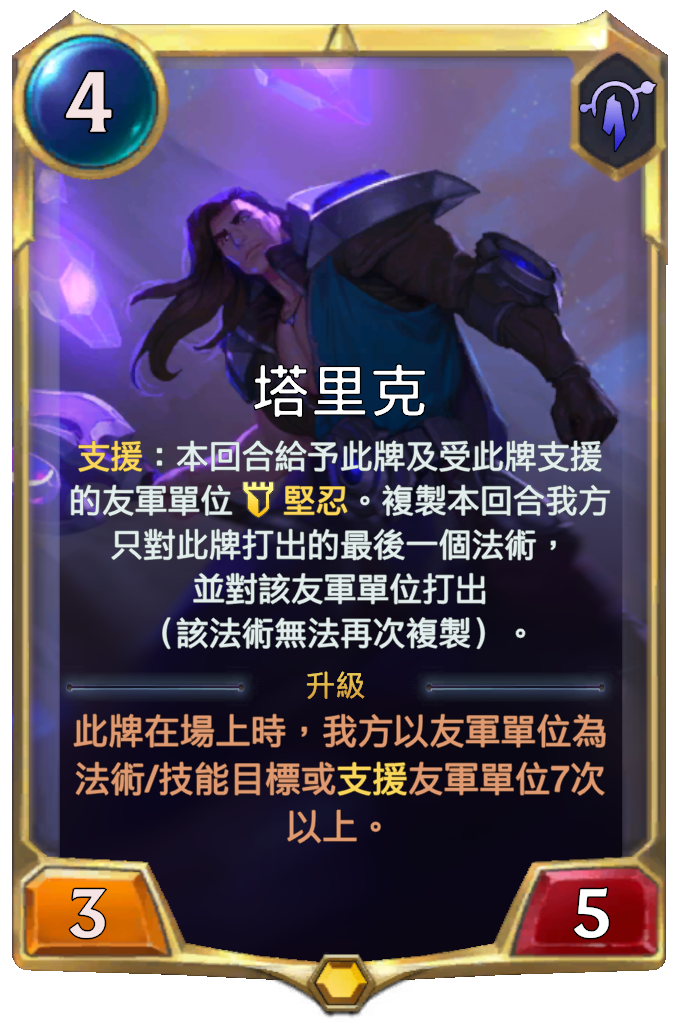 4
塔里克
支援：本回合給予此牌及受此牌支援
的友軍單位 堅忍。複製本回合我方
只對此牌打出的最後一個法術，
並對該友軍單位打出
（該法術無法再次複製）。
升級
此牌在場上時，我方以友軍單位為
法術/技能目標或支援友軍單位7次
以上。
3
5